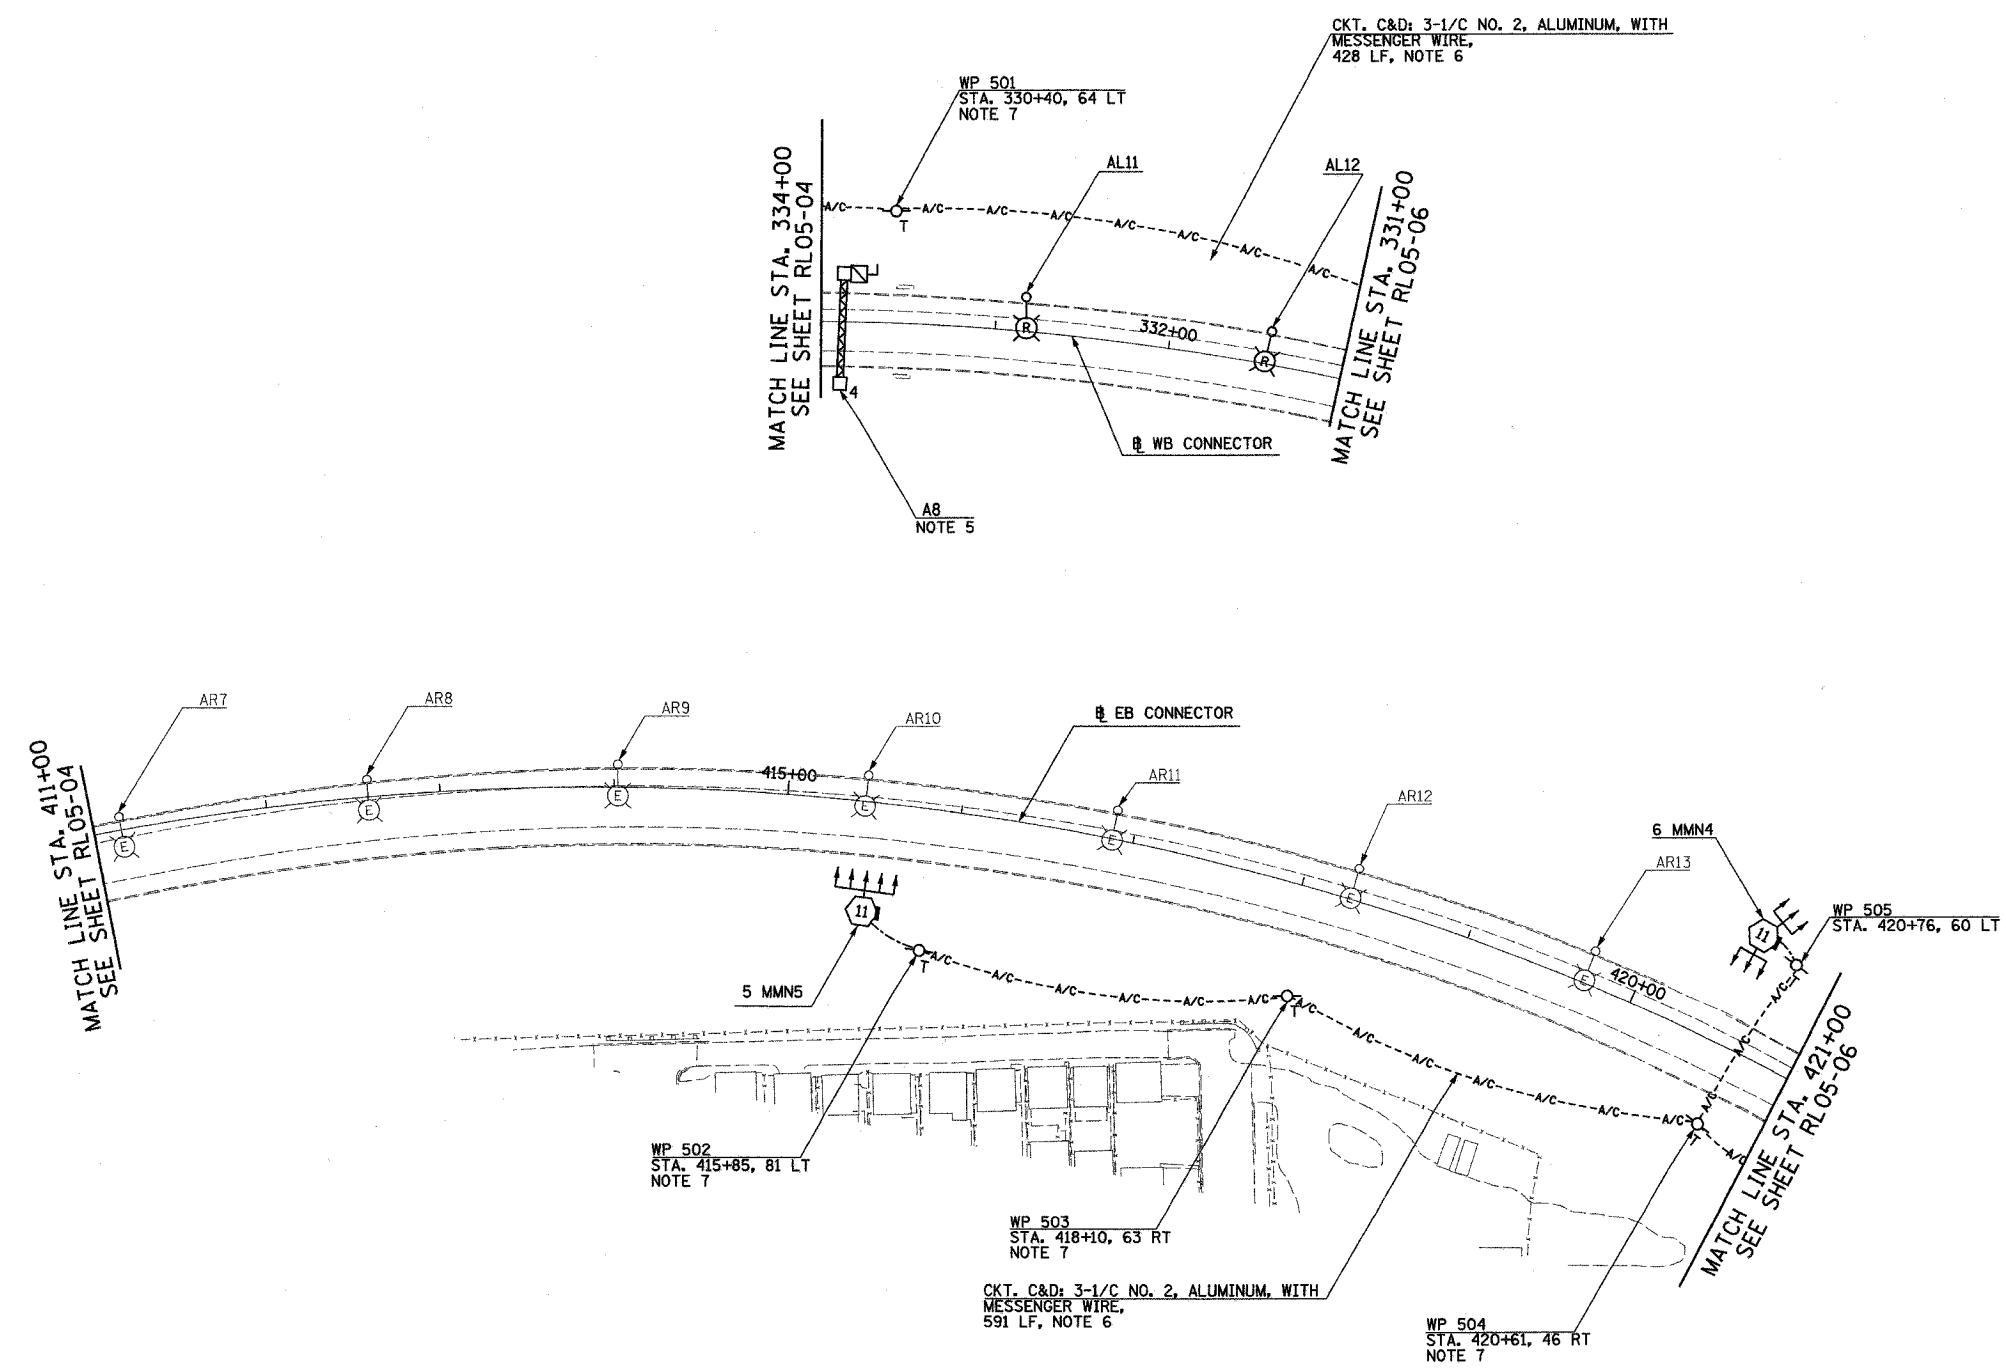 CKT. C&D: 3-1/C NO. 2, ALUMINUM, WITH
MESSENGER WIRE,
428 LF, NOTE 6
WP 501
STA. 330+40, 64 LT
NOTE 7
AL11
AL12
MATCH LINE STA. 334+00
SEE SHEET RL05-04
A/C A/C A/C A/C A/C A/C A/C A/C
T
R
332+00
R
4
MATCH LINE STA. 331+00
SEE SHEET RL05-06
BL WB CONNECTOR
A8
NOTE 5
AR7
AR8
AR9
AR10
BL EB CONNECTOR
AR11
AR12
6 MMN4
AR13
MATCH LINE STA. 411+00
SEE SHEET RL05-04
415+00
E
E
E
E
E
E
E
420+00
11
11
WP 505
STA. 420+76, 60 LT
5 MMN5
T
A/C A/C A/C A/C A/C A/C
T
A/C A/C A/C A/C A/C A/C A/C
T
A/C A/C A/C
T
A/C
MATCH LINE STA. 421+00
SEE SHEET RL05-06
WP 502
STA. 415+85, 81 LT
NOTE 7
WP 503
STA. 418+10, 63 RT
NOTE 7
CKT. C&D: 3-1/C NO. 2, ALUMINUM, WITH
MESSENGER WIRE,
591 LF, NOTE 6
WP 504
STA. 420+61, 46 RT
NOTE 7